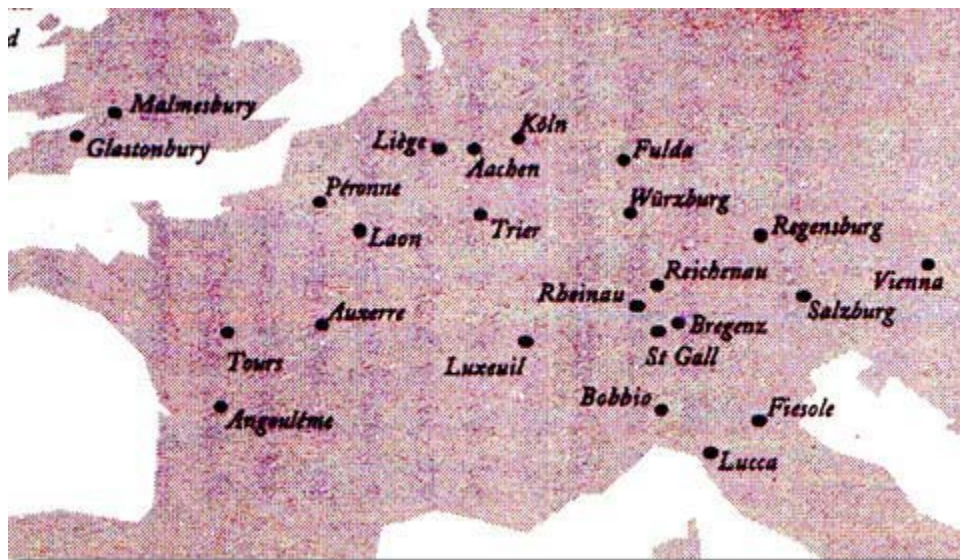 d
Malmesbury
Glastonbury
Köln
Liège
Aachen
Fulda
Péronne
Würzburg
Laon
Trier
Regensburg
Reichenau
Vienna
Rheinau
Salzburg
Auxerre
Bregenz
Tours
Luxeuil
St Gall
Bobbio
Fiesole
Angoulême
Lucca